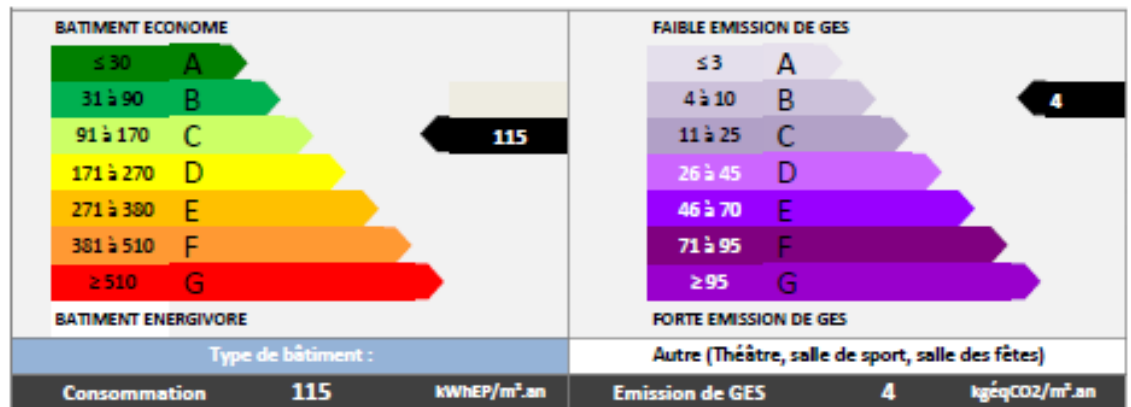 BATIMENT ECONOME
≤ 30 A
31 à 90 B
91 à 170 C
115
171 à 270 D
271 à 380 E
381 à 510 F
≥ 510 G
BATIMENT ENERGIVORE
FAIBLE EMISSION DE GES
≤ 3 A
4 à 10 B
4
11 à 25 C
26 à 45 D
46 à 70 E
71 à 95 F
≥ 95 G
FORTE EMISSION DE GES
Type de bâtiment :
Autre (Théâtre, salle de sport, salle des fêtes)
Consommation 115 kWhEP/m².an
Emission de GES 4 kgéqCO2/m².an